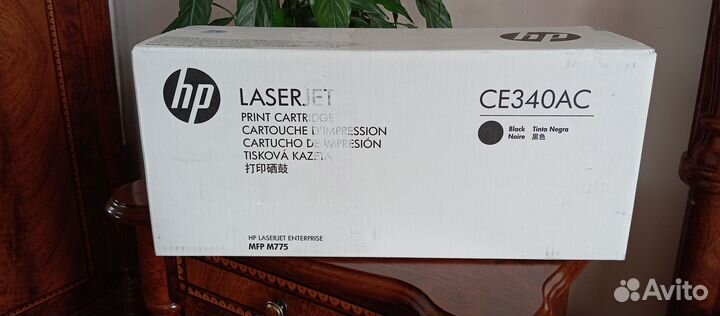 hp
LASERJET
PRINT CARTRIDGE
CARTOUCHE D'IMPRESSION
CARTUCHO DE IMPRESIÓN
TISKOVÁ KAZETA
打印硒鼓
HP LASERJET ENTERPRISE
MFP M775
CE340AC
Black Tinta Negra
Noire 黑色
Avito